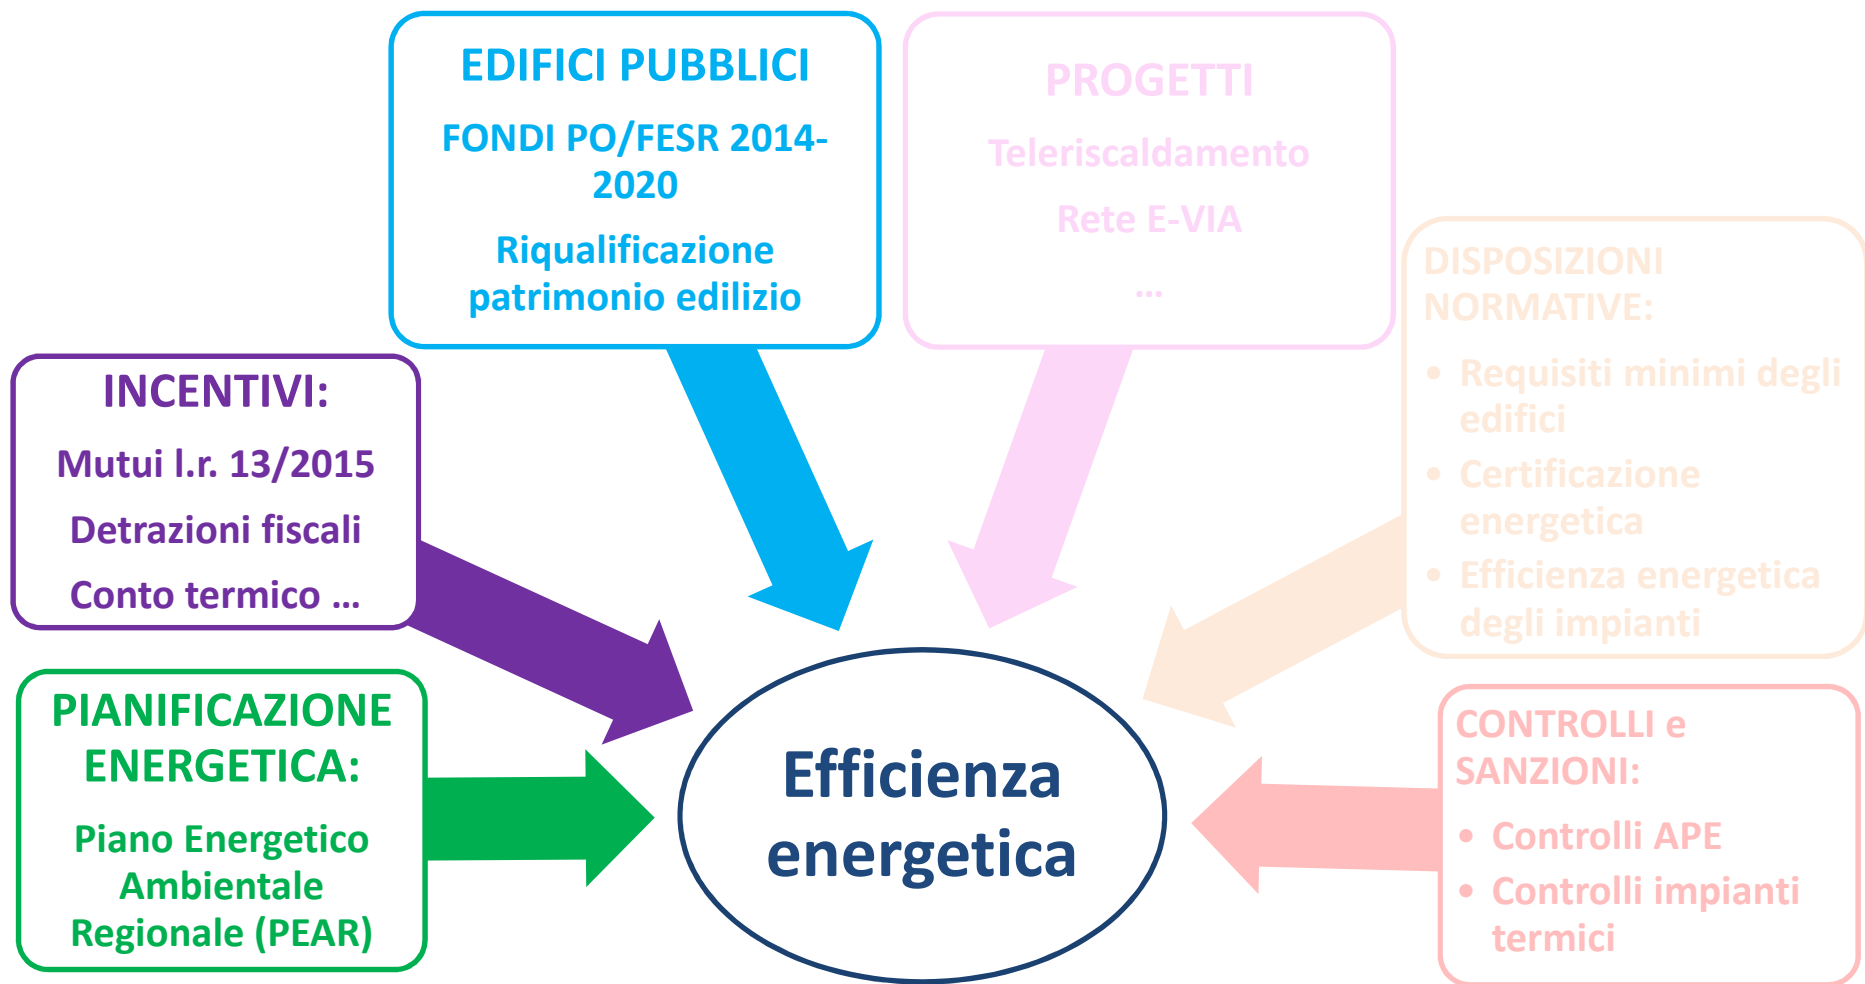 EDIFICI PUBBLICI
FONDI PO/FESR 2014-
2020
Riqualificazione
patrimonio edilizio
PROGETTI
Teleriscaldamento
Rete E-VIA
...
DISPOSIZIONI
NORMATIVE:
• Requisiti minimi degli
edifici
• Certificazione
energetica
• Efficienza energetica
degli impianti
INCENTIVI:
Mutui l.r. 13/2015
Detrazioni fiscali
Conto termico ...
PIANIFICAZIONE
ENERGETICA:
Piano Energetico
Ambientale
Regionale (PEAR)
Efficienza
energetica
CONTROLLI e
SANZIONI:
• Controlli APE
• Controlli impianti
termici